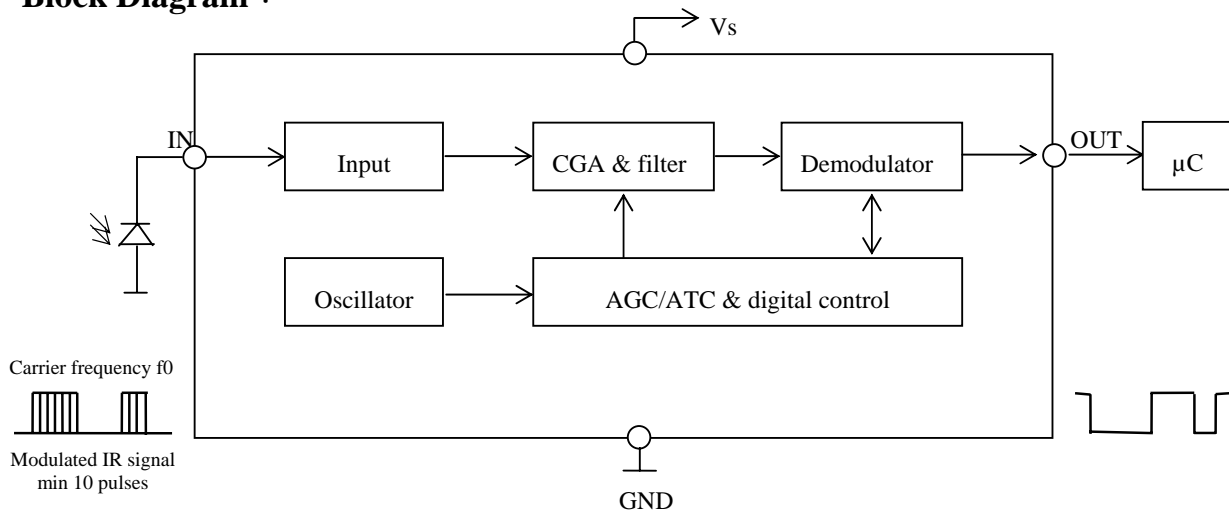 Block Diagram :
Vs
IN
Input
CGA & filter
Demodulator
OUT
µC
Oscillator
AGC/ATC & digital control
Carrier frequency f0
Modulated IR signal
min 10 pulses
GND